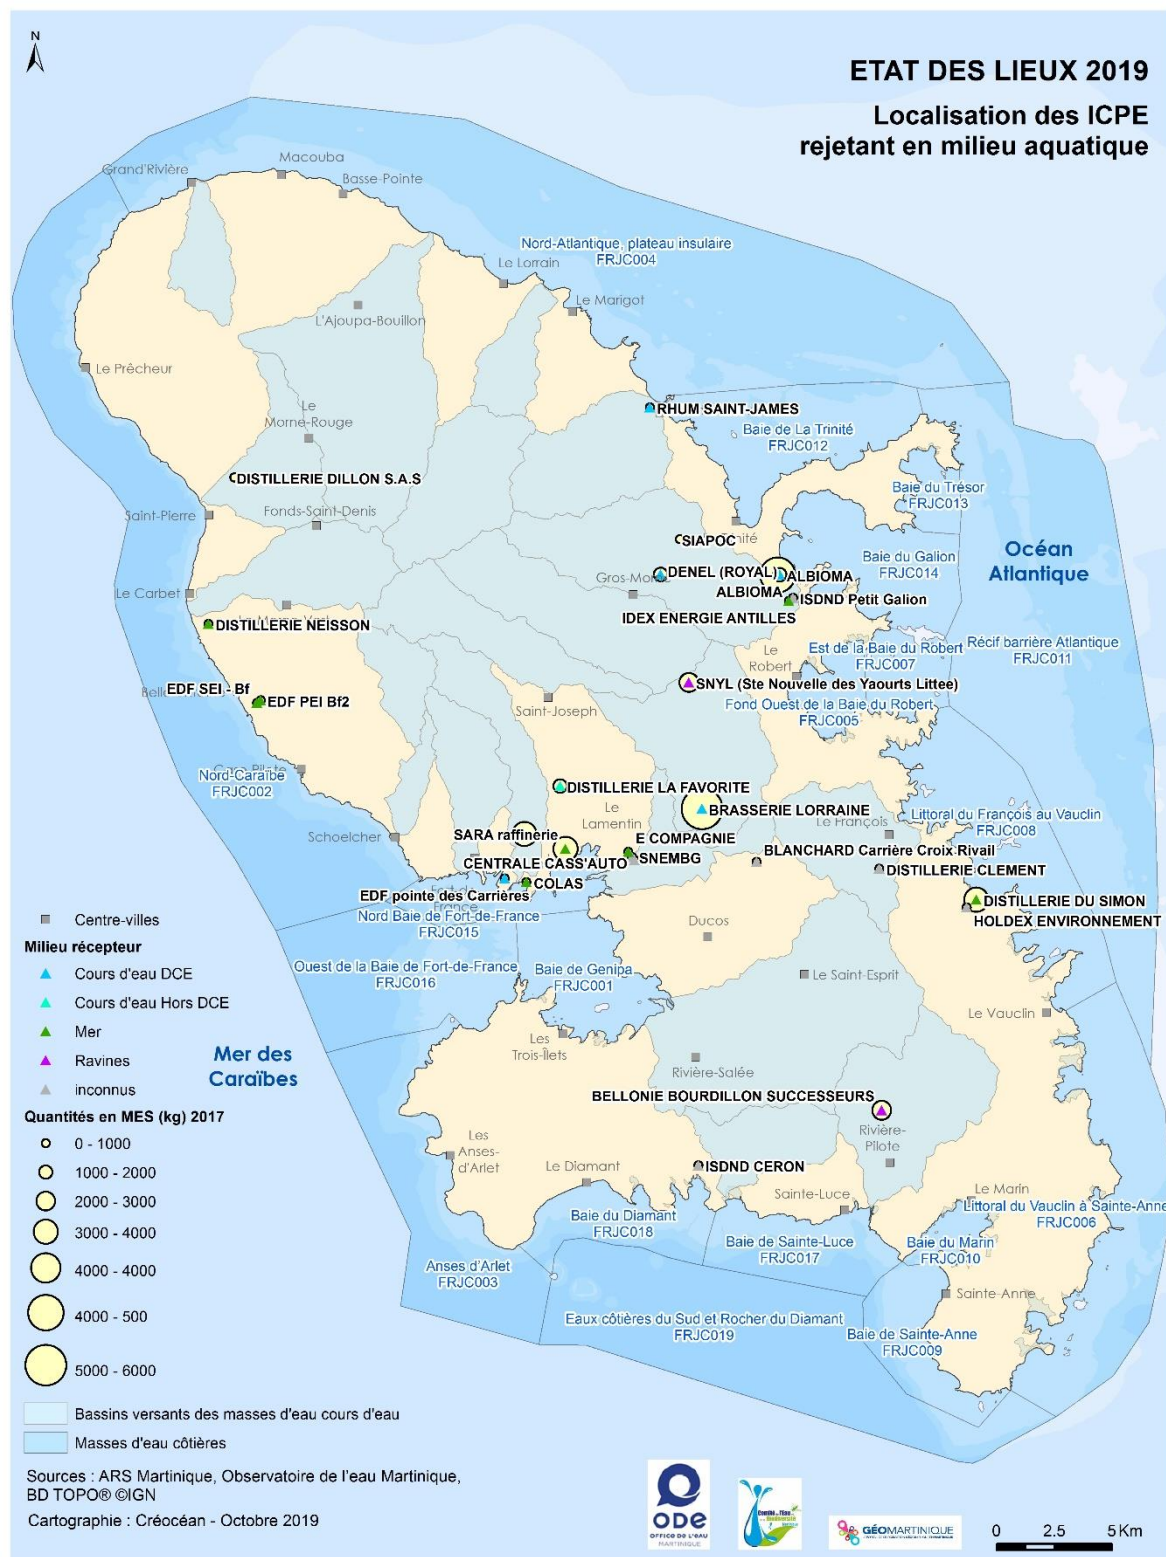 N
ETAT DES LIEUX 2019
Localisation des ICPE
rejetant en milieu aquatique
Grand'Rivière
Macouba
Basse-Pointe
Nord-Atlantique, plateau insulaire
FRJC004
Le Lorrain
Le Marigot
L'Ajoupa-Bouillon
Le Prêcheur
Le
Morne-Rouge
RHUM SAINT-JAMES
Baie de La Trinité
FRJC012
DISTILLERIE DILLON S.A.S
Baie du Trésor
FRJC013
Saint-Pierre
Fonds-Saint-Denis
SIAPOC
Baie du Galion
FRJC014
Océan
Atlantique
DENEL (ROYAL)
ALBIOMA
Le Carbet
ALBIOMA
ISDND Petit Galion
IDEX ENERGIE ANTILLES
DISTILLERIE NEISSON
Récif barrière Atlantique
FRJC011
Est de la Baie du Robert
FRJC007
Le
Robert
EDF SEI - Bf
EDF PEI Bf2
SNYL (Ste Nouvelle des Yaourts Littee)
Fond Ouest de la Baie du Robert
FRJC005
Saint-Joseph
Nord-Caraïbe
FRJC002
DISTILLERIE LA FAVORITE
Le
Lamentin
BRASSERIE LORRAINE
Le François
Littoral du François au Vauclin
FRJC008
Schoelcher
SARA raffinerie
E COMPAGNIE
SNEMBG
BLANCHARD Carrière Croix Rivail
CENTRALE CASS'AUTO
DISTILLERIE CLEMENT
COLAS
EDF pointe des Carrières
DISTILLERIE DU SIMON
HOLDEX ENVIRONNEMENT
Nord Baie de Fort-de-France
FRJC015
Ducos
Ouest de la Baie de Fort-de-France
FRJC016
Baie de Genipa
FRJC001
Le Saint-Esprit
Le Vauclin
Les
Trois-Îlets
Mer des
Caraïbes
Rivière-Salée
BELLONIE BOURDILLON SUCCESSEURS
Rivière-
Pilote
Les
Anses-
d'Arlet
Le Diamant
ISDND CERON
Sainte-Luce
Le Marin
Littoral du Vauclin à Sainte-Anne
FRJC006
Baie du Diamant
FRJC018
Baie de Sainte-Luce
FRJC017
Baie du Marin
FRJC010
Anses d'Arlet
FRJC003
Sainte-Anne
Eaux côtières du Sud et Rocher du Diamant
FRJC019
Baie de Sainte-Anne
FRJC009
Centre-villes
Milieu récepteur
Cours d'eau DCE
Cours d'eau Hors DCE
Mer
Ravines
inconnus
Quantités en MES (kg) 2017
0 - 1000
1000 - 2000
2000 - 3000
3000 - 4000
4000 - 4000
4000 - 500
5000 - 6000
Bassins versants des masses d'eau cours d'eau
Masses d'eau côtières
Sources : ARS Martinique, Observatoire de l'eau Martinique,
BD TOPO® ©IGN
Cartographie : Créocéan - Octobre 2019
ODE
OFFICE DE L'EAU
MARTINIQUE
Comité de l'Eau
et de la Biodiversité
GÉOMARTINIQUE
0 2.5 5 Km